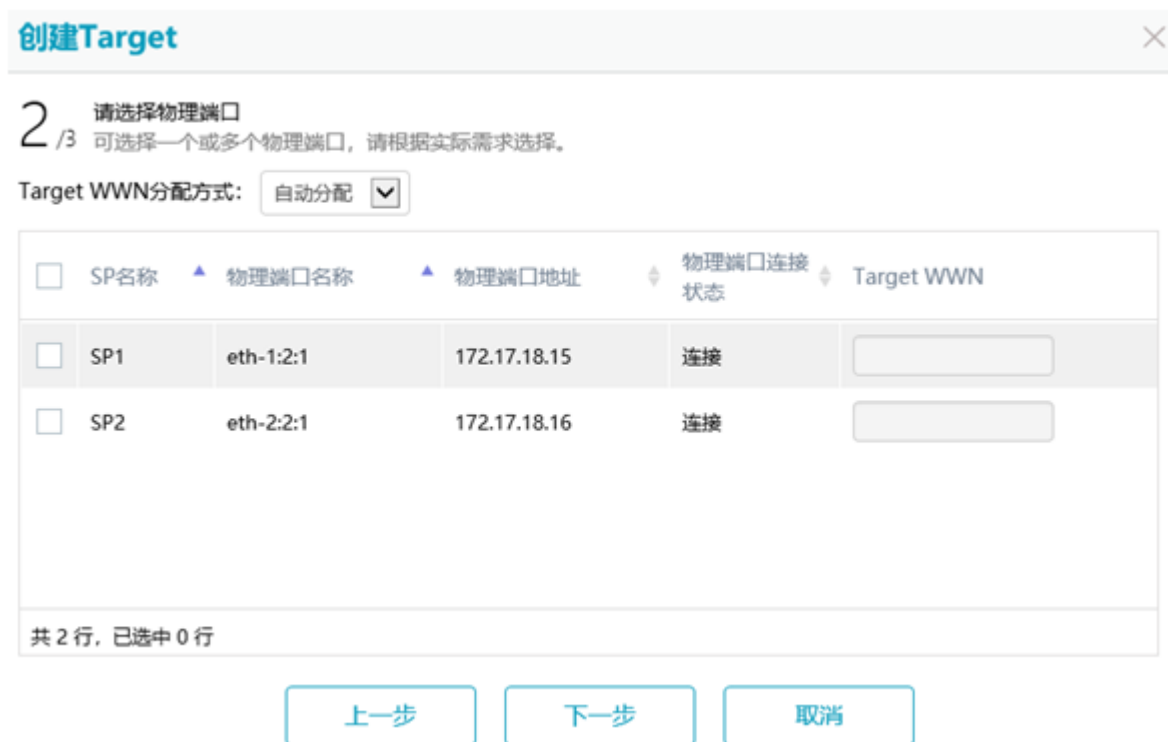 创建Target
2/3 请选择物理端口
可选择一个或多个物理端口，请根据实际需求选择。
Target WWN分配方式： 自动分配
SP名称 物理端口名称 物理端口地址 物理端口连接状态 Target WWN
SP1 eth-1:2:1 172.17.18.15 连接
SP2 eth-2:2:1 172.17.18.16 连接
共 2 行，已选中 0 行
上一步 下一步 取消